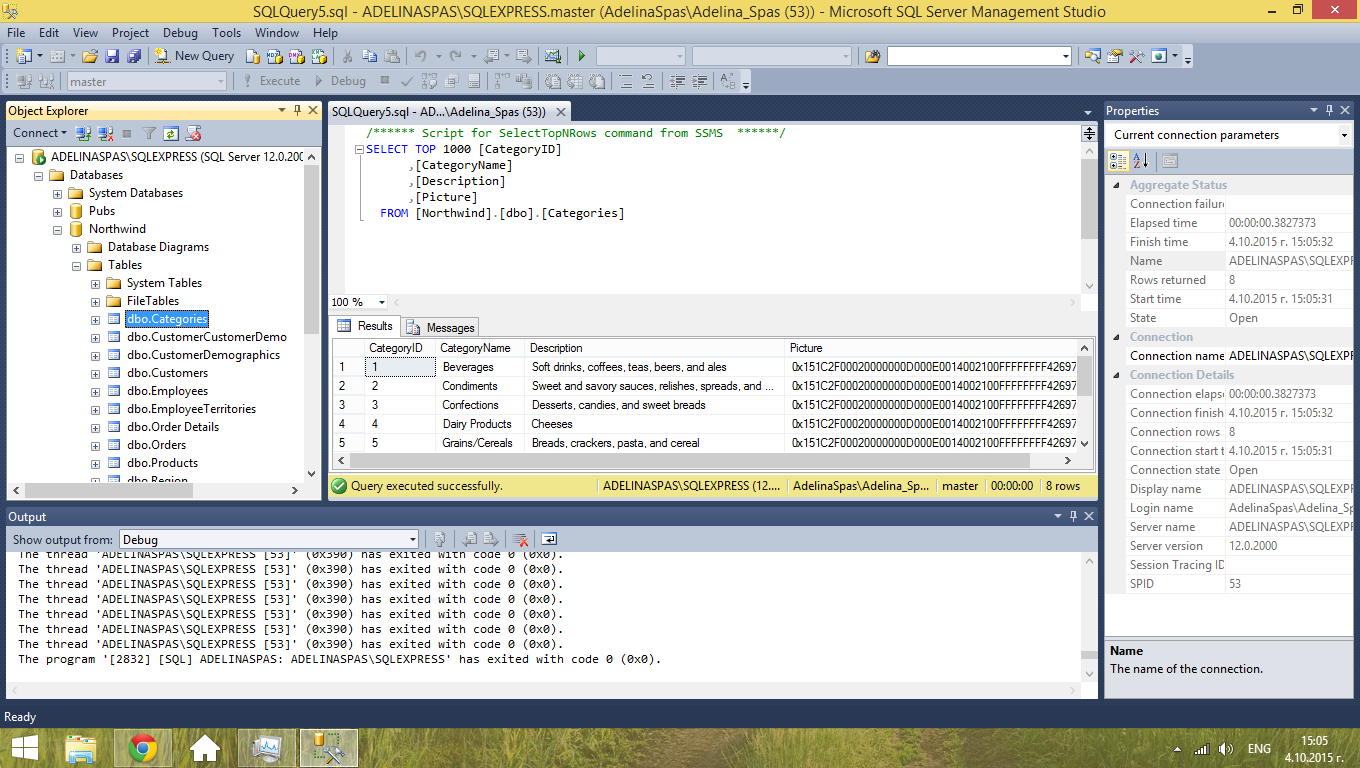 SQLQuery5.sql - ADELINASPAS\SQLEXPRESS.master (AdelinaSpas\Adelina_Spas (53)) - Microsoft SQL Server Management Studio
File Edit View Project Debug Tools Window Help
New Query
master Execute Debug
Object Explorer
Connect
ADELINASPAS\SQLEXPRESS (SQL Server 12.0.200
Databases
System Databases
Pubs
Northwind
Database Diagrams
Tables
System Tables
FileTables
dbo.Categories
dbo.CustomerCustomerDemo
dbo.CustomerDemographics
dbo.Customers
dbo.Employees
dbo.EmployeeTerritories
dbo.Order Details
dbo.Orders
dbo.Products
dbo.Region
SQLQuery5.sql - AD...\Adelina_Spas (53))
/****** Script for SelectTopNRows command from SSMS ******/
SELECT TOP 1000 [CategoryID]
,[CategoryName]
,[Description]
,[Picture]
FROM [Northwind].[dbo].[Categories]
100 %
Results Messages
CategoryID CategoryName Description Picture
1 1 Beverages Soft drinks, coffees, teas, beers, and ales 0x151C2F00020000000D000E0014002100FFFFFFFF42697
2 2 Condiments Sweet and savory sauces, relishes, spreads, and ... 0x151C2F00020000000D000E0014002100FFFFFFFF42697
3 3 Confections Desserts, candies, and sweet breads 0x151C2F00020000000D000E0014002100FFFFFFFF42697
4 4 Dairy Products Cheeses 0x151C2F00020000000D000E0014002100FFFFFFFF42697
5 5 Grains/Cereals Breads, crackers, pasta, and cereal 0x151C2F00020000000D000E0014002100FFFFFFFF42697
Query executed successfully. ADELINASPAS\SQLEXPRESS (12.... AdelinaSpas\Adelina_Sp... master 00:00:00 8 rows
Properties
Current connection parameters
Aggregate Status
Connection failure
Elapsed time 00:00:00.3827373
Finish time 4.10.2015 г. 15:05:32
Name ADELINASPAS\SQLEXPR
Rows returned 8
Start time 4.10.2015 г. 15:05:31
State Open
Connection
Connection name ADELINASPAS\SQLEXPR
Connection Details
Connection elaps 00:00:00.3827373
Connection finish 4.10.2015 г. 15:05:32
Connection rows 8
Connection start t 4.10.2015 г. 15:05:31
Connection state Open
Display name ADELINASPAS\SQLEXPR
Login name AdelinaSpas\Adelina_Sp
Server name ADELINASPAS\SQLEXPR
Server version 12.0.2000
Session Tracing ID
SPID 53
Name
The name of the connection.
Output
Show output from: Debug
The thread 'ADELINASPAS\SQLEXPRESS [53]' (0x390) has exited with code 0 (0x0).
The thread 'ADELINASPAS\SQLEXPRESS [53]' (0x390) has exited with code 0 (0x0).
The thread 'ADELINASPAS\SQLEXPRESS [53]' (0x390) has exited with code 0 (0x0).
The thread 'ADELINASPAS\SQLEXPRESS [53]' (0x390) has exited with code 0 (0x0).
The thread 'ADELINASPAS\SQLEXPRESS [53]' (0x390) has exited with code 0 (0x0).
The thread 'ADELINASPAS\SQLEXPRESS [53]' (0x390) has exited with code 0 (0x0).
The thread 'ADELINASPAS\SQLEXPRESS [53]' (0x390) has exited with code 0 (0x0).
The program '[2832] [SQL] ADELINASPAS: ADELINASPAS\SQLEXPRESS' has exited with code 0 (0x0).
Ready
ENG
15:05
4.10.2015 г.